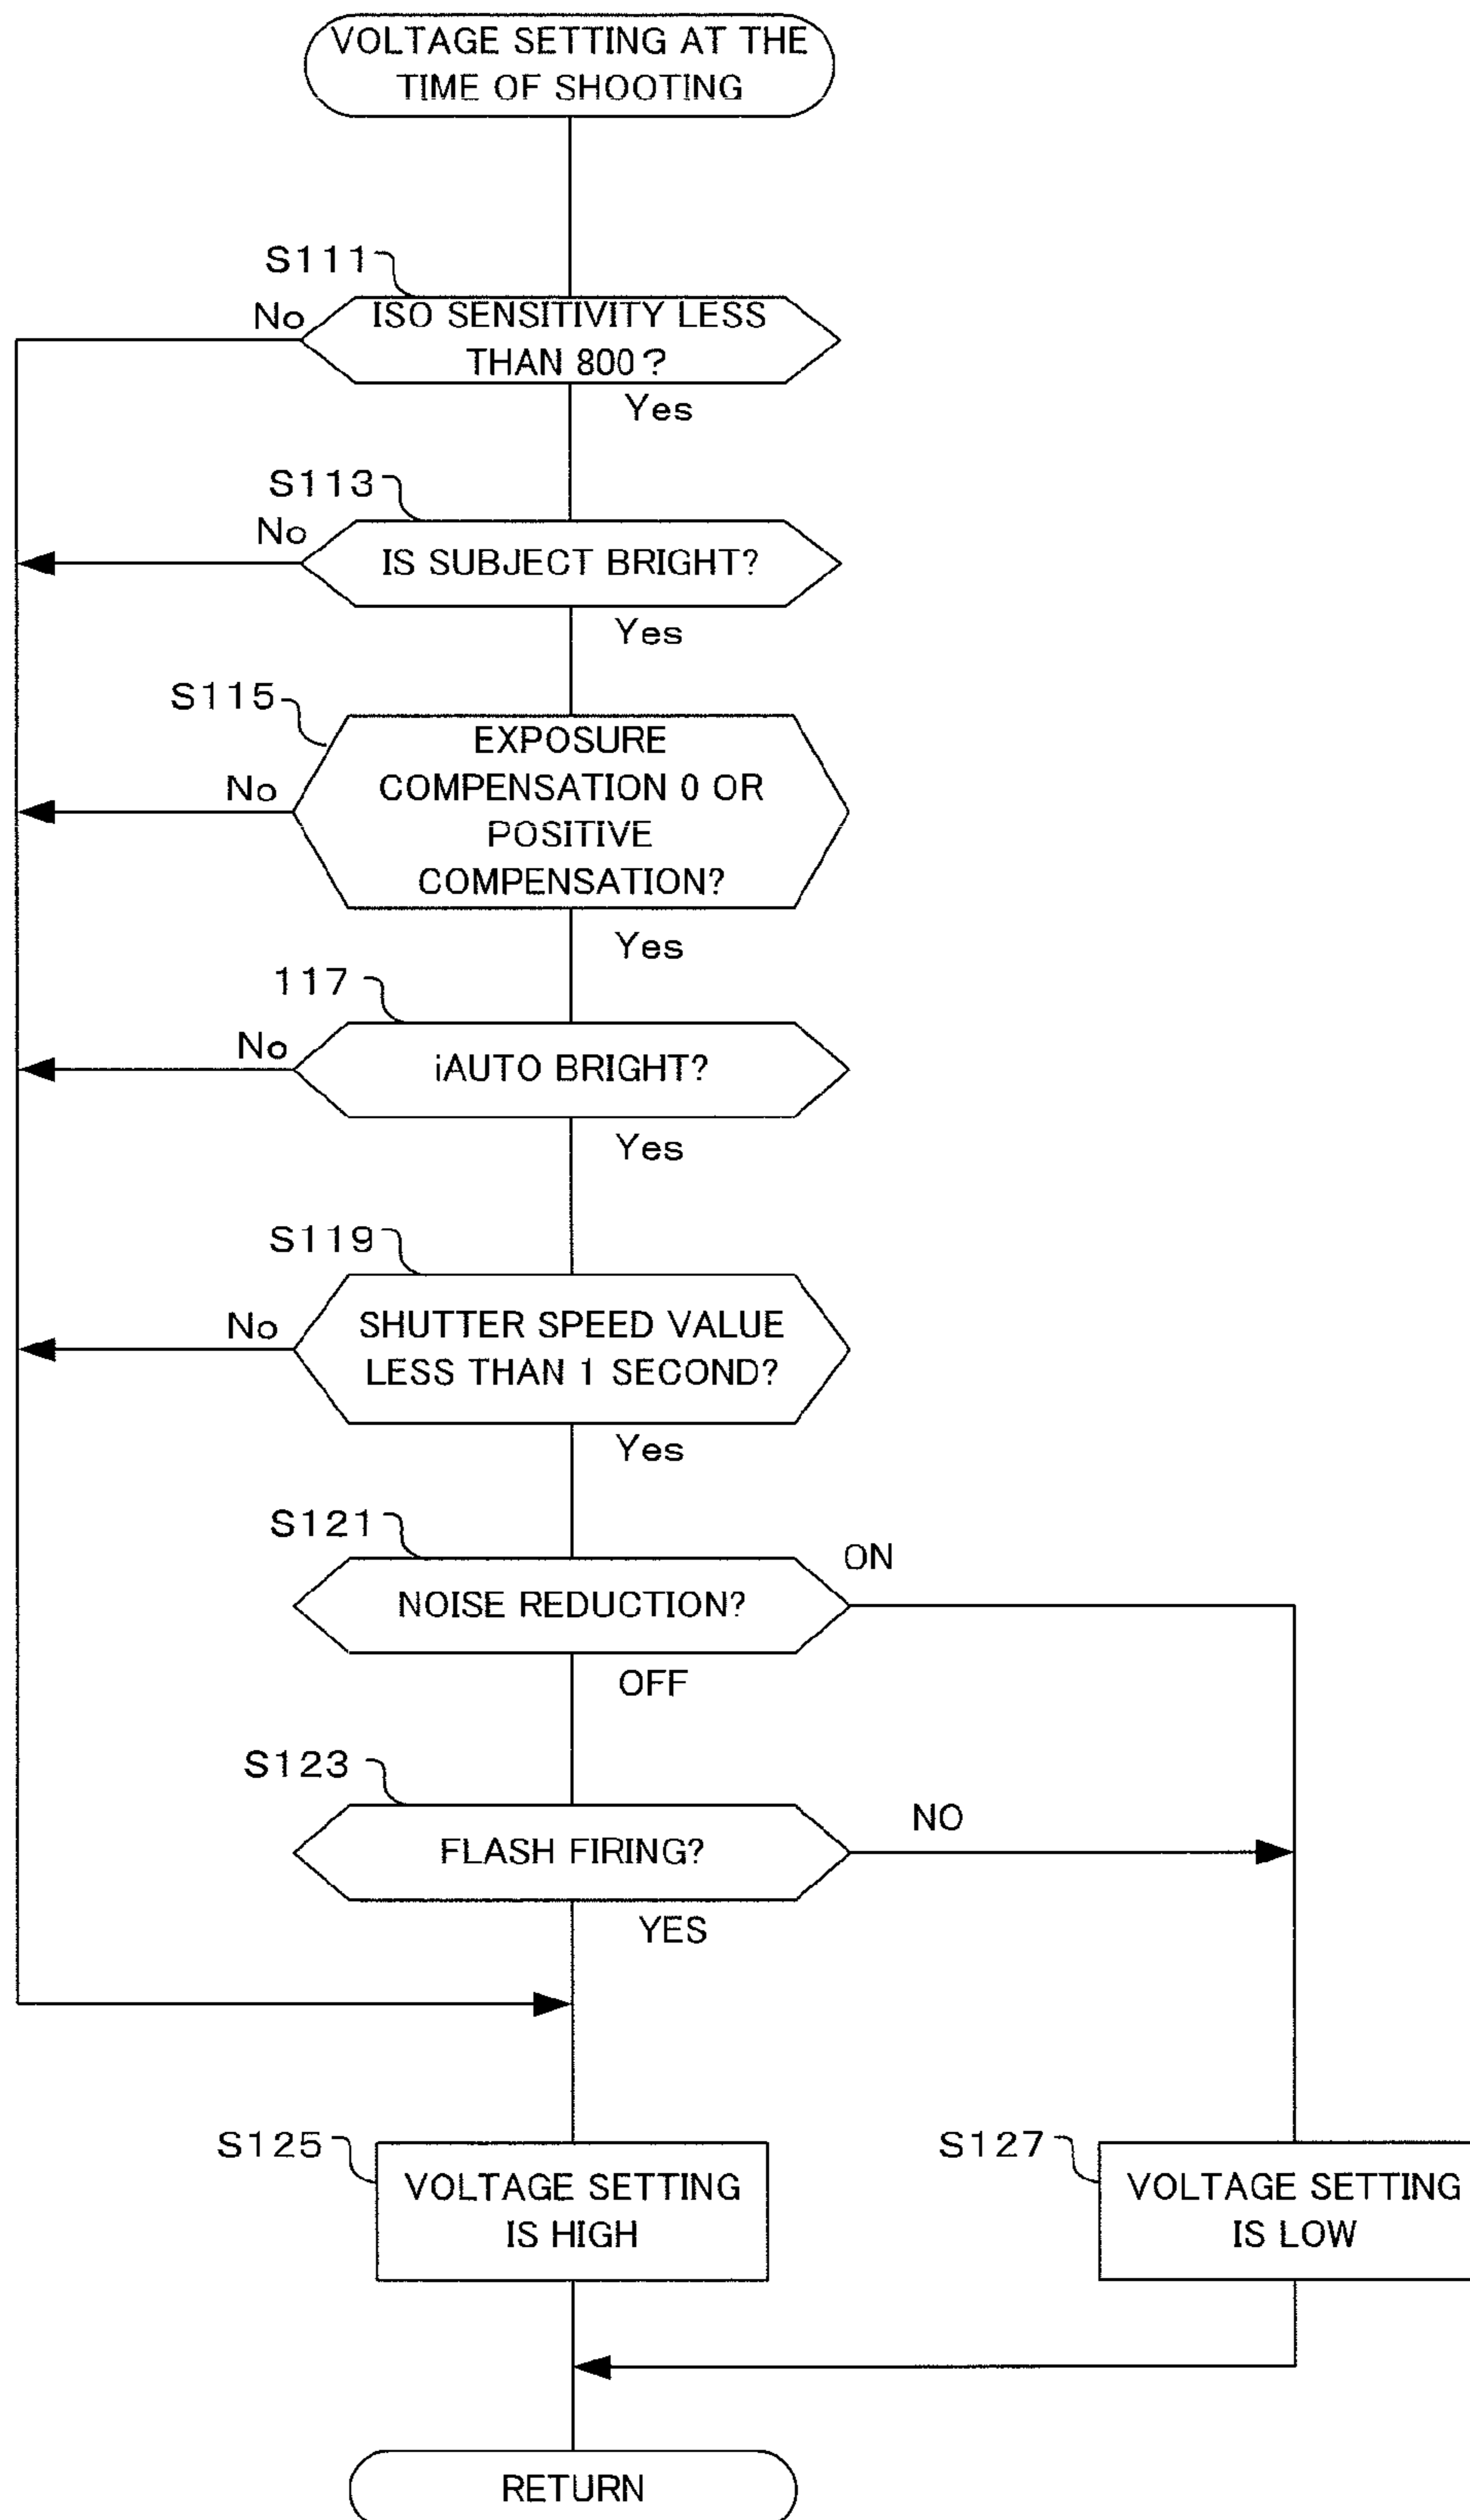 VOLTAGE SETTING AT THE
TIME OF SHOOTING
S111
No
ISO SENSITIVITY LESS
THAN 800?
Yes
S113
No
IS SUBJECT BRIGHT?
Yes
S115
No
EXPOSURE
COMPENSATION 0 OR
POSITIVE
COMPENSATION?
Yes
117
No
iAUTO BRIGHT?
Yes
S119
No
SHUTTER SPEED VALUE
LESS THAN 1 SECOND?
Yes
S121
ON
NOISE REDUCTION?
OFF
S123
NO
FLASH FIRING?
YES
S125
VOLTAGE SETTING
IS HIGH
S127
VOLTAGE SETTING
IS LOW
RETURN